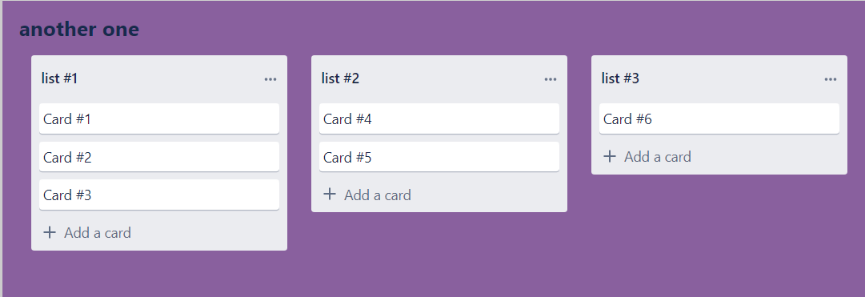 another one
list #1
Card #1
Card #2
Card #3
+ Add a card
list #2
Card #4
Card #5
+ Add a card
list #3
Card #6
+ Add a card